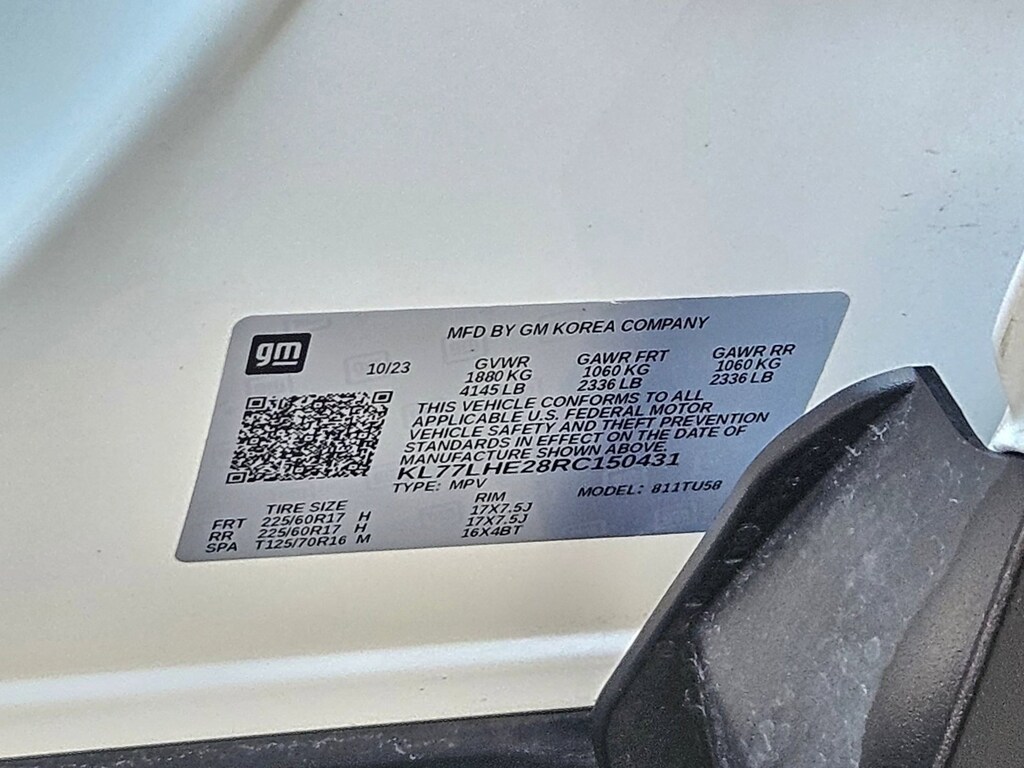 gm
MFD BY GM KOREA COMPANY
10/23 GVWR GAWR FRT GAWR RR
1880 KG 1060 KG 1060 KG
4145 LB 2336 LB 2336 LB
THIS VEHICLE CONFORMS TO ALL
APPLICABLE U.S. FEDERAL MOTOR
VEHICLE SAFETY AND THEFT PREVENTION
STANDARDS IN EFFECT ON THE DATE OF
MANUFACTURE SHOWN ABOVE.
KL77LHE28RC150431
TYPE: MPV MODEL: 811TU58
TIRE SIZE RIM
FRT 225/60R17 H 17X7.5J
RR 225/60R17 H 17X7.5J
SPA T125/70R16 M 16X4BT